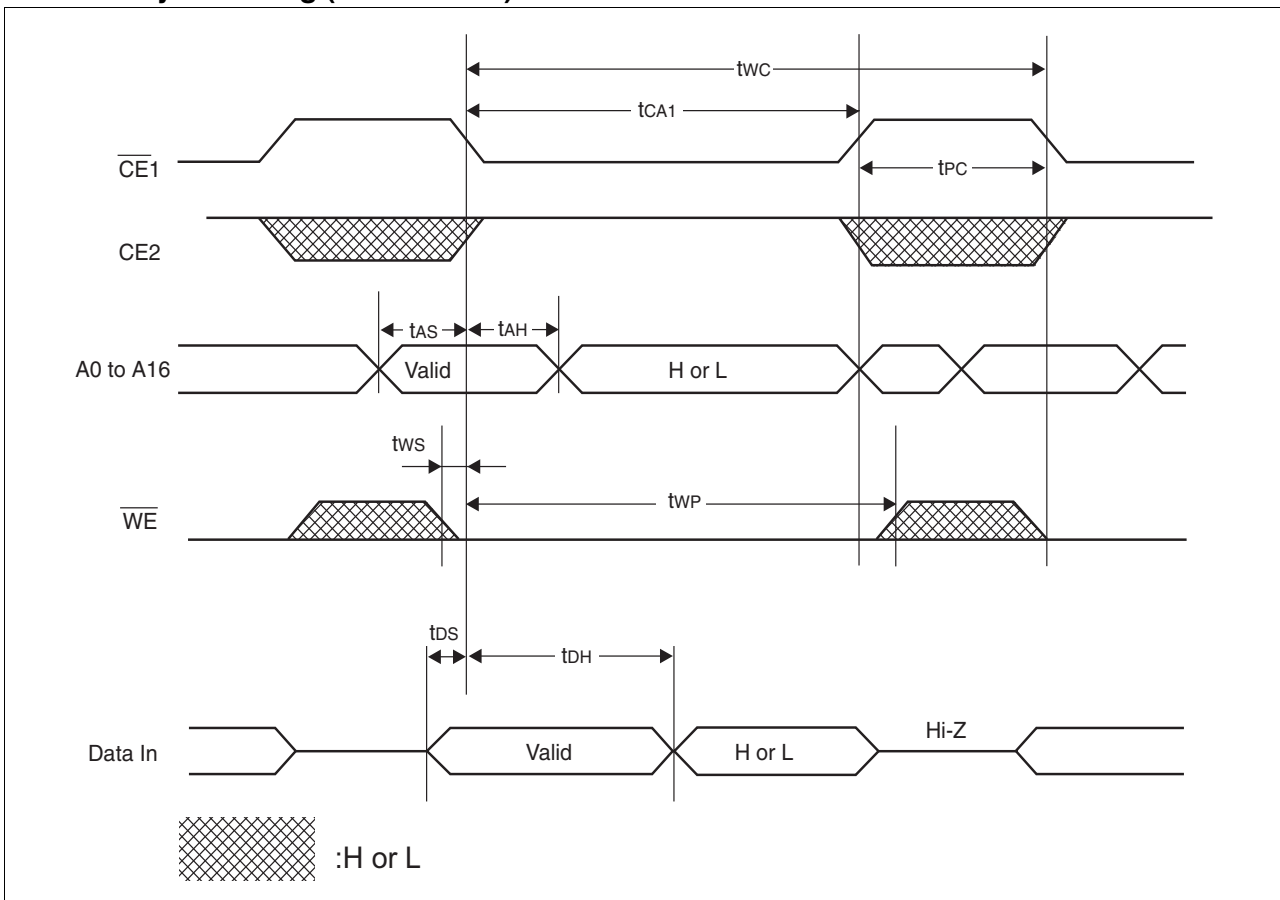 tWC
tCA1
CE1
tPC
CE2
tAS
tAH
A0 to A16
Valid
H or L
tWS
tWP
WE
tDS
tDH
Hi-Z
Data In
Valid
H or L
:H or L